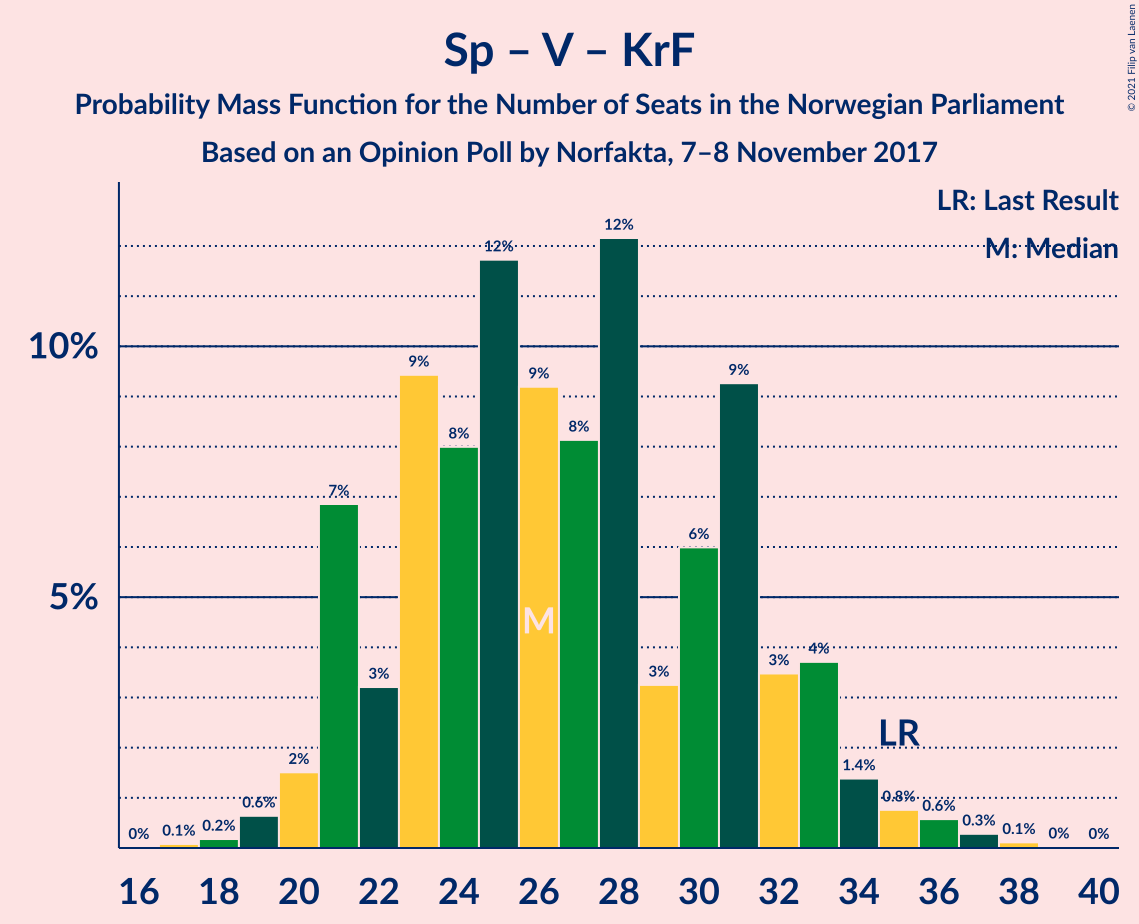 Sp – V – KrF
Probability Mass Function for the Number of Seats in the Norwegian Parliament
Based on an Opinion Poll by Norfakta, 7–8 November 2017
© 2021 Filip van Laenen
LR: Last Result
M: Median
10%
5%
0% 0.1% 0.2% 0.6% 2% 7% 3% 9% 8% 12% 9% 8% 12% 3% 6% 9% 3% 4% 1.4% 0.8% 0.6% 0.3% 0.1% 0% 0%
M
LR
16 18 20 22 24 26 28 30 32 34 36 38 40